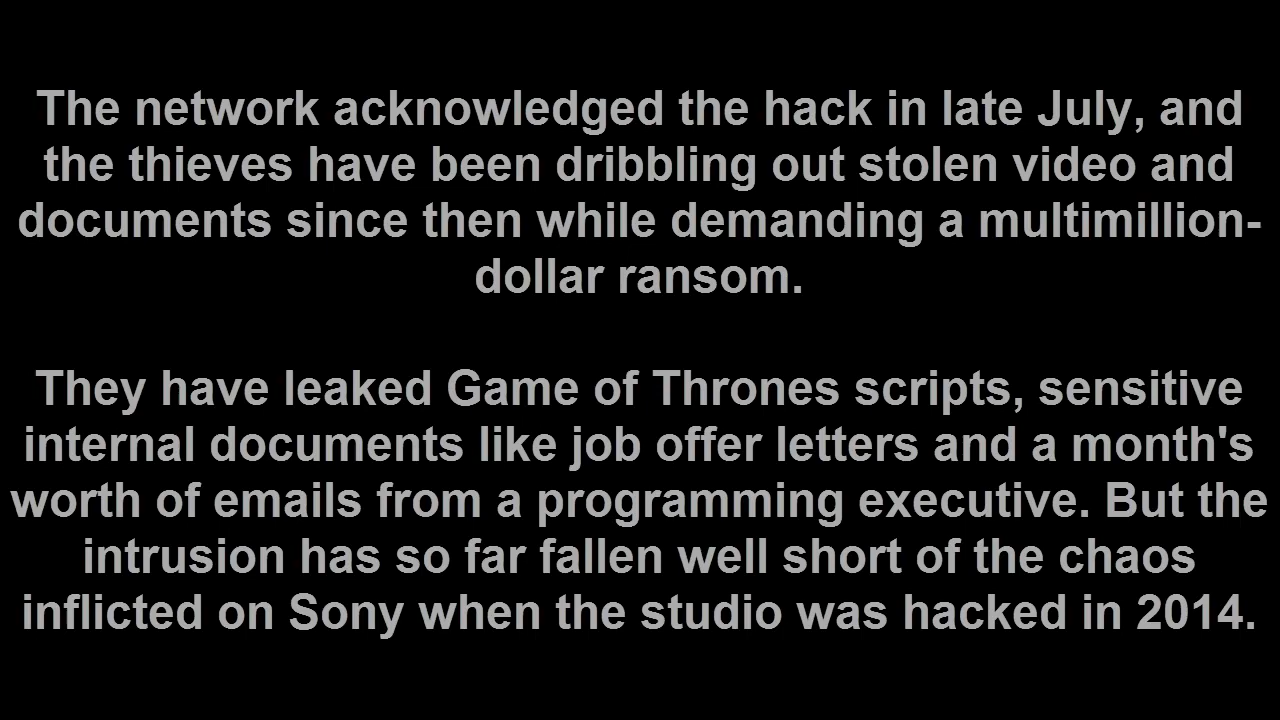 The network acknowledged the hack in late July, and
the thieves have been dribbling out stolen video and
documents since then while demanding a multimillion-
dollar ransom.
They have leaked Game of Thrones scripts, sensitive
internal documents like job offer letters and a month's
worth of emails from a programming executive. But the
intrusion has so far fallen well short of the chaos
inflicted on Sony when the studio was hacked in 2014.